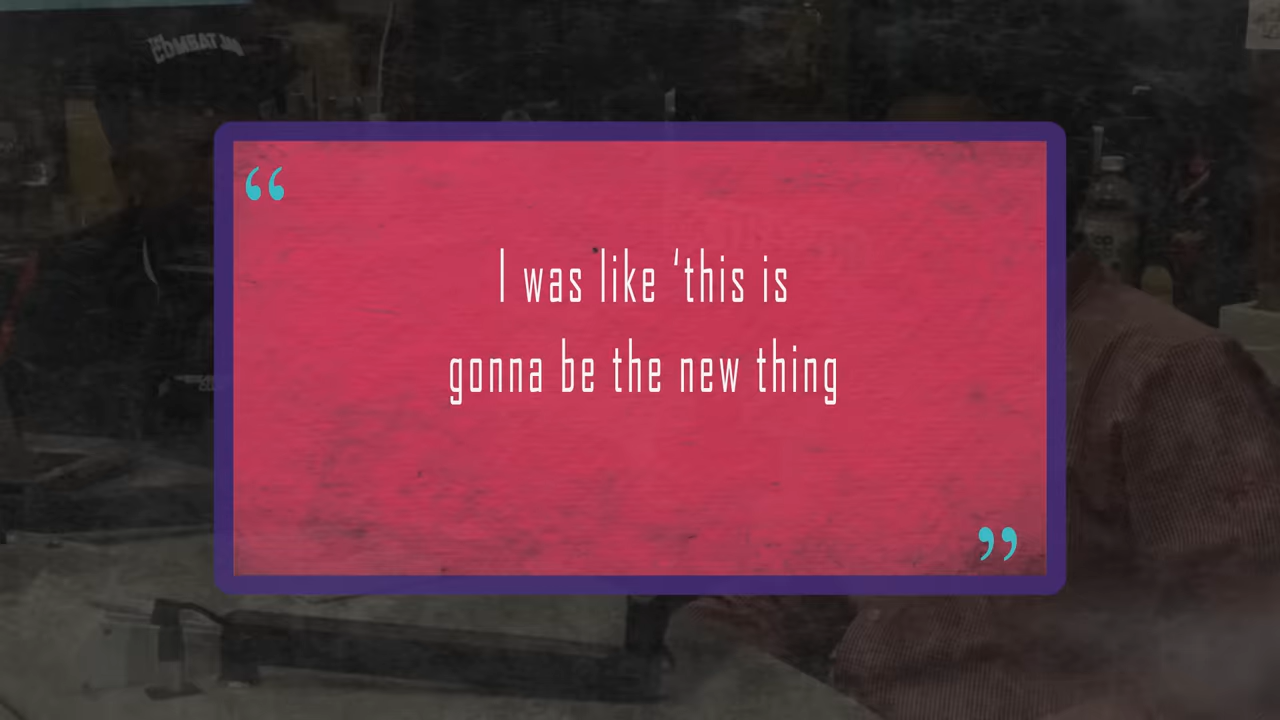 “
I was like ‘this is
gonna be the new thing
”